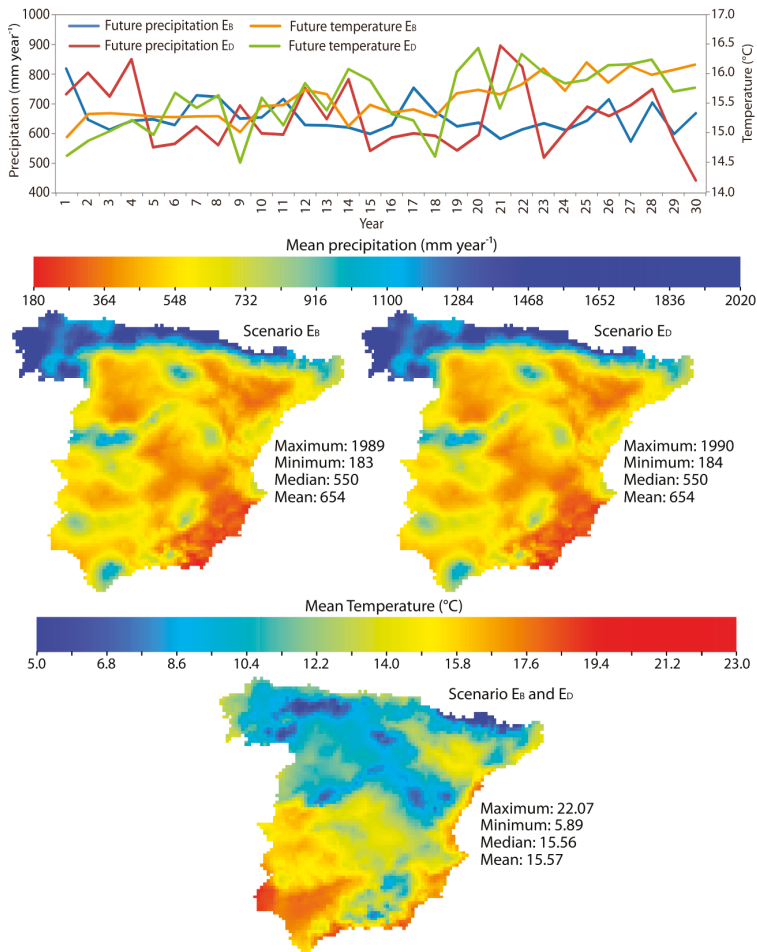 Future precipitation EB
Future temperature EB
Future precipitation ED
Future temperature ED
Precipitation (mm year⁻¹)
1000
900
800
700
600
500
400
17.0
16.5
16.0
15.5
15.0
14.5
14.0
Temperature (°C)
1 2 3 4 5 6 7 8 9 10 11 12 13 14 15 16 17 18 19 20 21 22 23 24 25 26 27 28 29 30
Year
Mean precipitation (mm year⁻¹)
180 364 548 732 916 1100 1284 1468 1652 1836 2020
Scenario EB
Maximum: 1989
Minimum: 183
Median: 550
Mean: 654
Scenario ED
Maximum: 1990
Minimum: 184
Median: 550
Mean: 654
Mean Temperature (°C)
5.0 6.8 8.6 10.4 12.2 14.0 15.8 17.6 19.4 21.2 23.0
Scenario EB and ED
Maximum: 22.07
Minimum: 5.89
Median: 15.56
Mean: 15.57